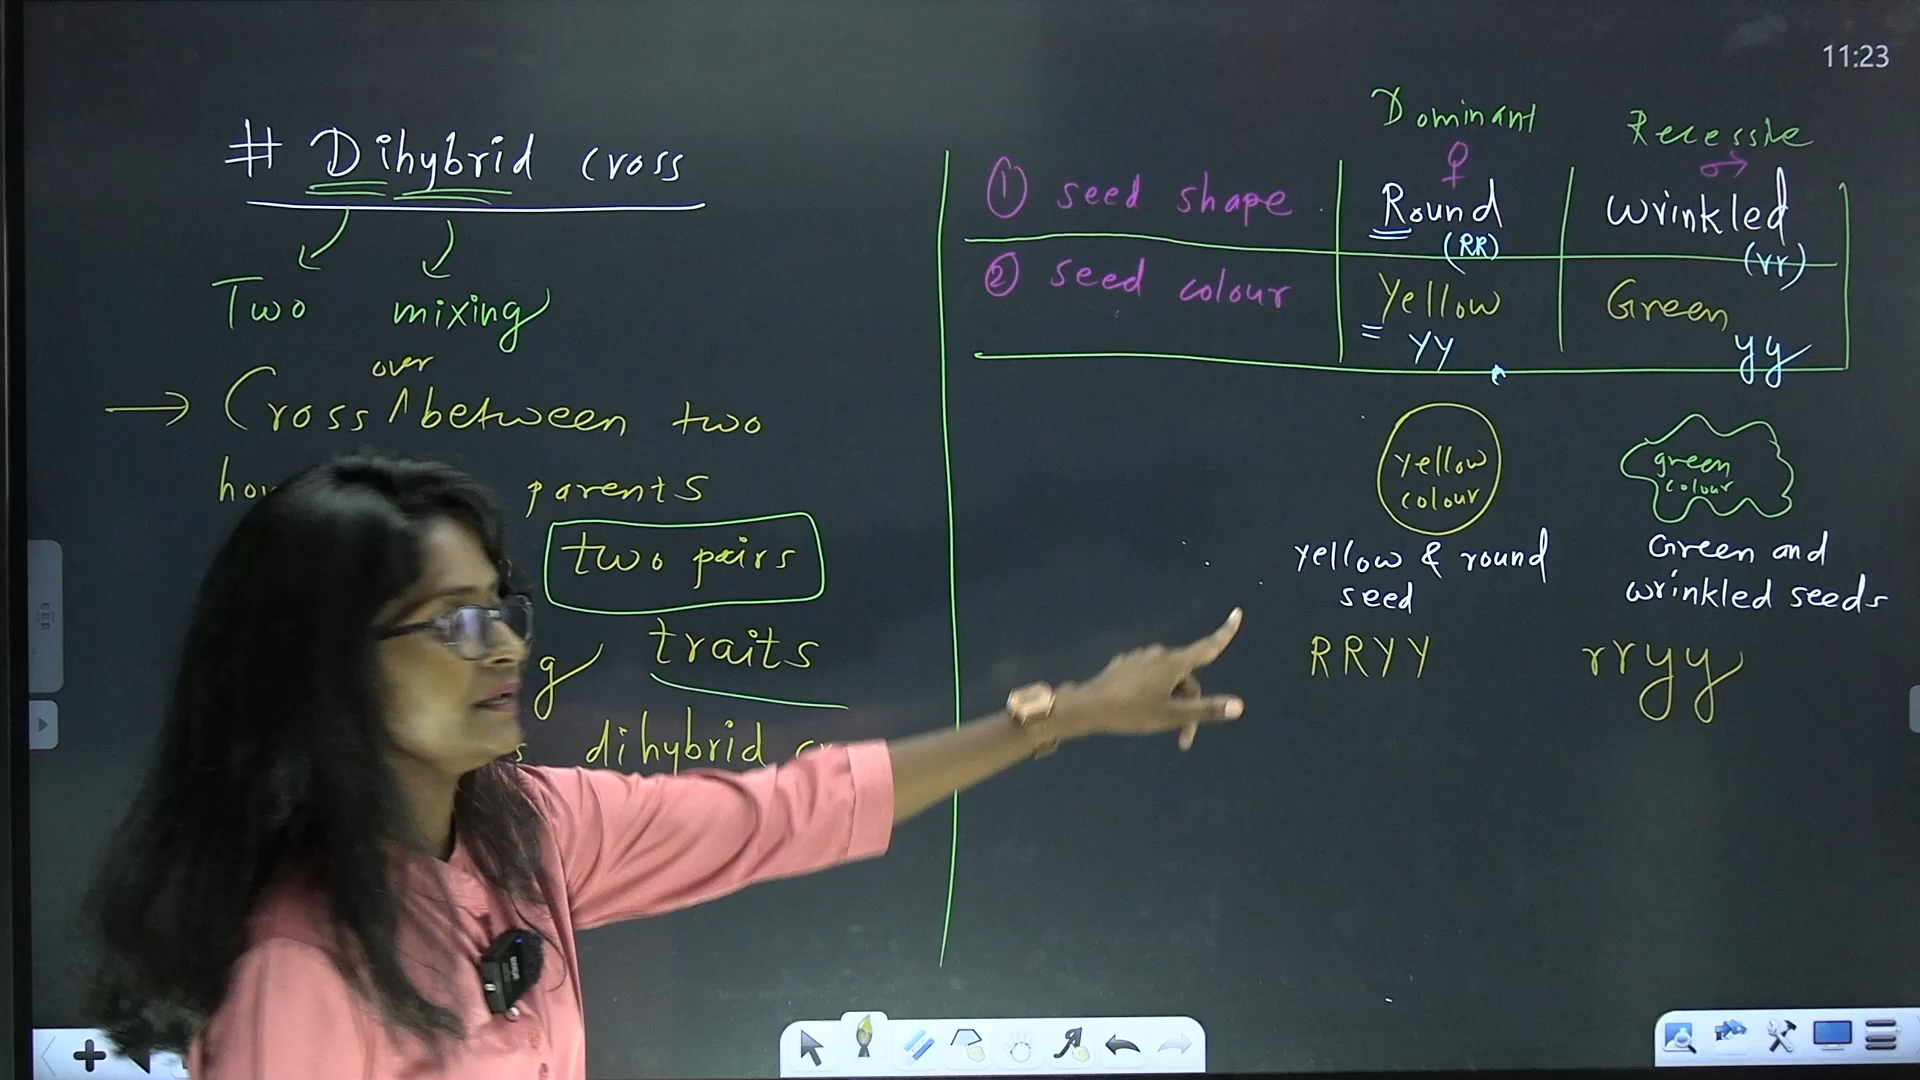 11:23
# Dihybrid cross
Two mixing
over
→ Cross ^ between two
parents
two pairs
traits
dihybrid
Dominant Recessive
♀ ♂
① seed shape Round Wrinkled
(RR) (rr)
② seed colour Yellow Green
YY yy
yellow colour
green colour
yellow & round seed
Green and wrinkled seeds
RRYY rryy